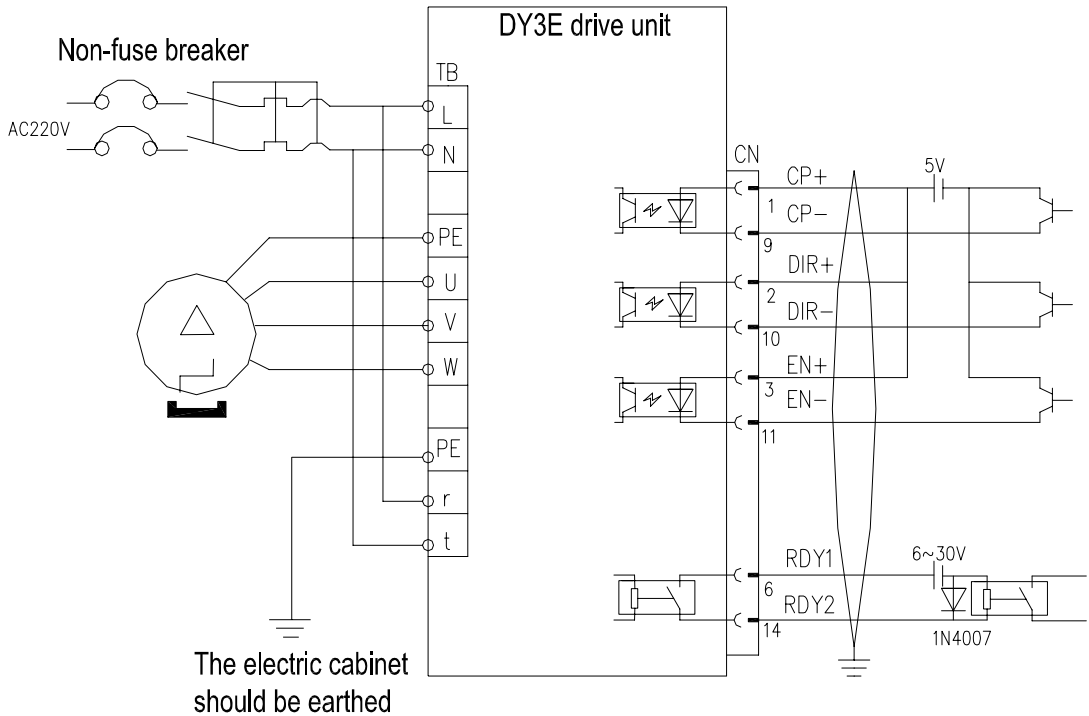 DY3E drive unit
Non-fuse breaker
TB
L
AC220V
N
CN
CP+
5V
1
CP−
9
PE
DIR+
U
2
DIR−
V
10
EN+
W
3
EN−
11
PE
r
t
RDY1
6~30V
6
RDY2
14
1N4007
The electric cabinet
should be earthed